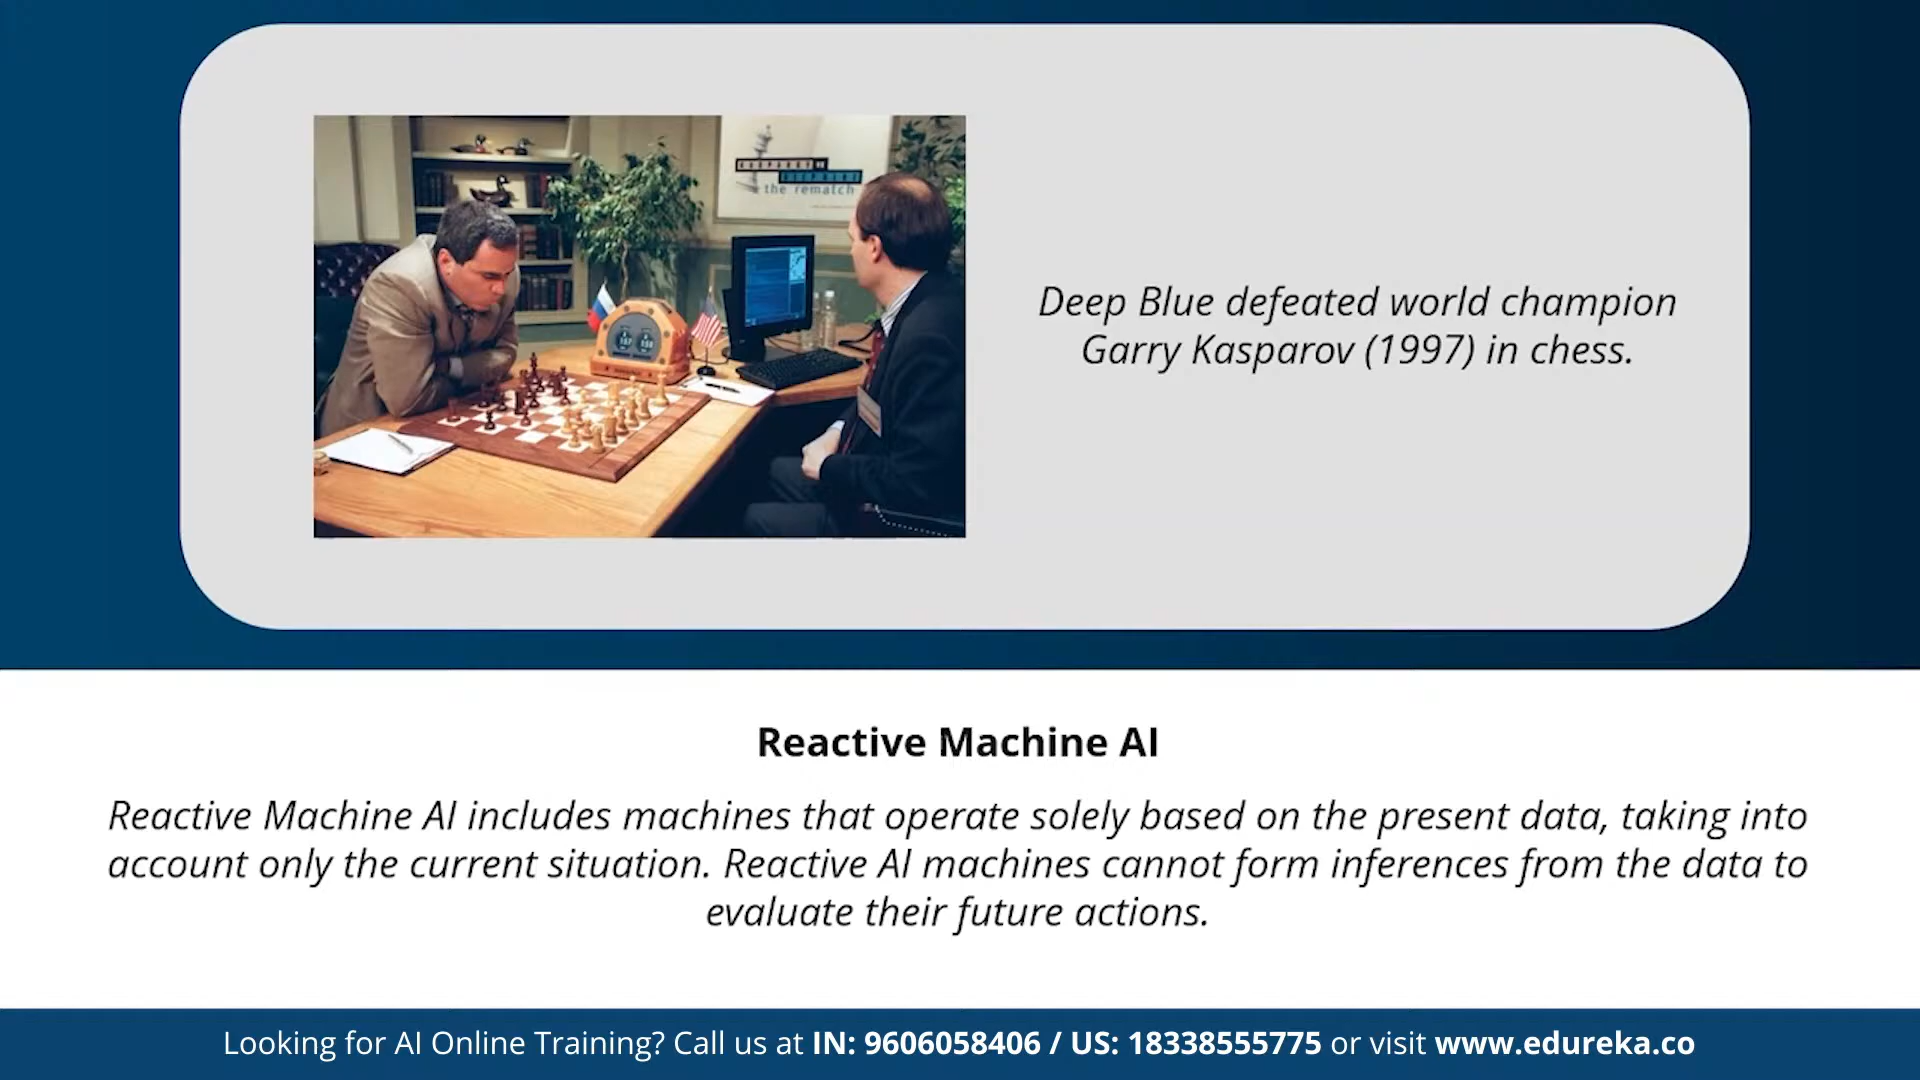 the rematch
Deep Blue defeated world champion
Garry Kasparov (1997) in chess.
Reactive Machine AI
Reactive Machine AI includes machines that operate solely based on the present data, taking into
account only the current situation. Reactive AI machines cannot form inferences from the data to
evaluate their future actions.
Looking for AI Online Training? Call us at IN: 9606058406 / US: 18338555775 or visit www.edureka.co